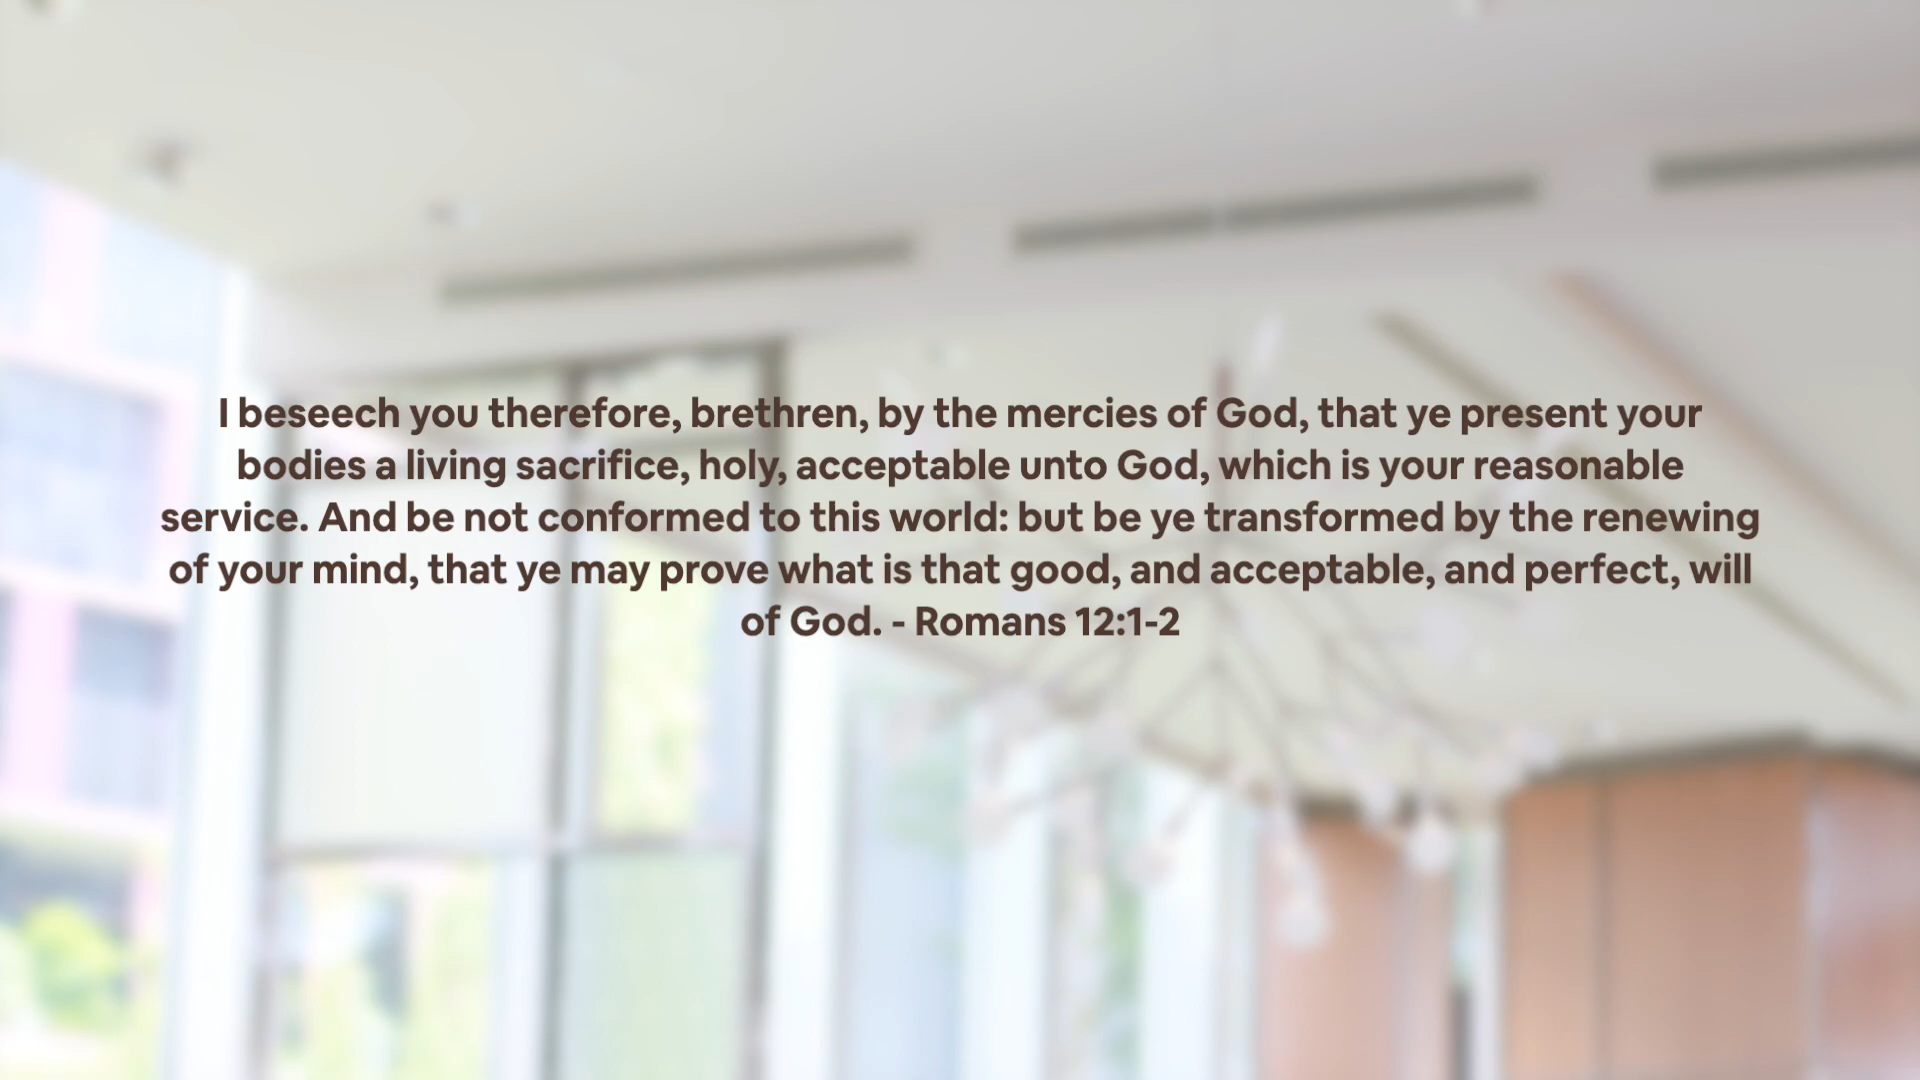 I beseech you therefore, brethren, by the mercies of God, that ye present your
bodies a living sacrifice, holy, acceptable unto God, which is your reasonable
service. And be not conformed to this world: but be ye transformed by the renewing
of your mind, that ye may prove what is that good, and acceptable, and perfect, will
of God. - Romans 12:1-2